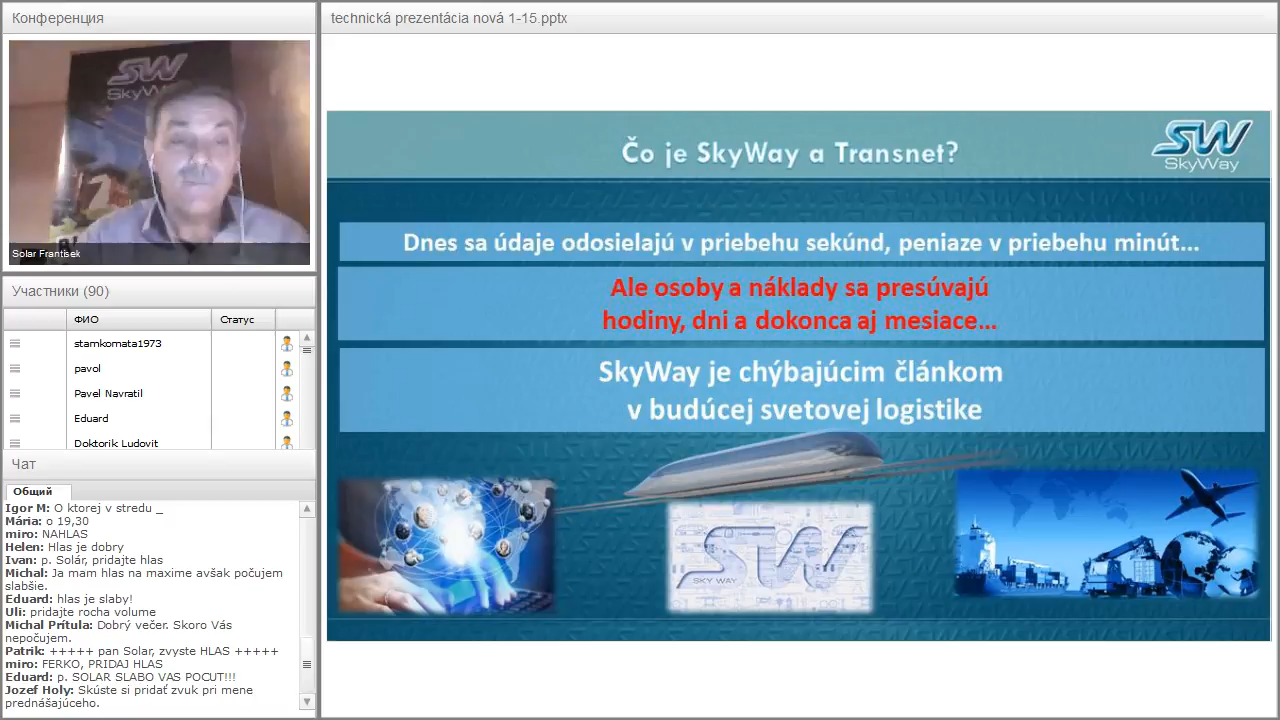 Конференция
SW
SkyWay
Solar Frantisek
Участники (90)
ФИО
Статус
stamkomata1973
pavol
Pavel Navratil
Eduard
Doktorik Ludovit
Чат
Общий
Igor M: O ktorej v stredu _
Mária: o 19,30
miro: NAHLAS
Helen: Hlas je dobry
Ivan: p. Solár, pridajte hlas
Michal: Ja mam hlas na maxime avšak počujem
slabšie.
Eduard: hlas je slaby!
Uli: pridajte rocha volume
Michal Prítula: Dobrý večer. Skoro Vás
nepočujem.
Patrik: +++++ pan Solar, zvyste HLAS +++++
miro: FERKO, PRIDAJ HLAS
Eduard: p. SOLAR SLABO VAS POCUT!!!
Jozef Holy: Skúste si pridať zvuk pri mene
prednášajúceho.
technická prezentácia nová 1-15.pptx
Čo je SkyWay a Transnet?
SW
SkyWay
Dnes sa údaje odosielajú v priebehu sekúnd, peniaze v priebehu minút...
Ale osoby a náklady sa presúvajú
hodiny, dni a dokonca aj mesiace...
SkyWay je chýbajúcim článkom
v budúcej svetovej logistike
STW
SKY WAY